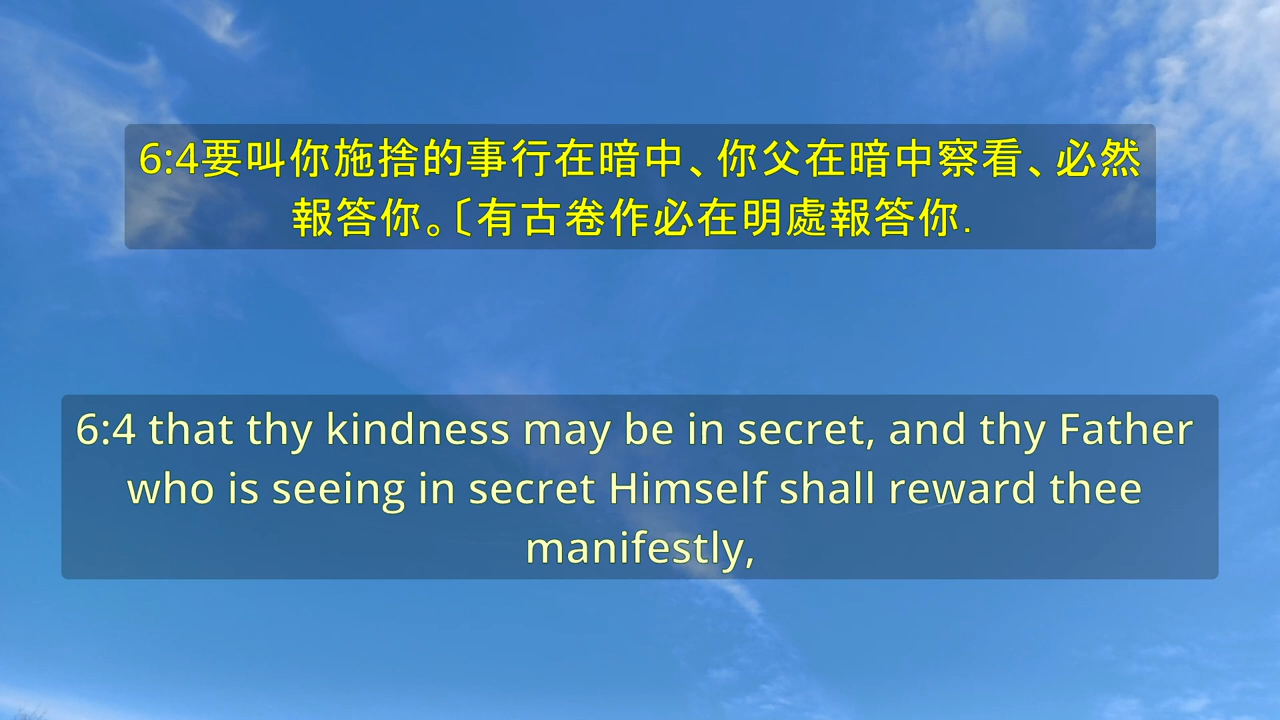 6:4要叫你施捨的事行在暗中、你父在暗中察看、必然
報答你。〔有古卷作必在明處報答你.
6:4 that thy kindness may be in secret, and thy Father
who is seeing in secret Himself shall reward thee
manifestly,